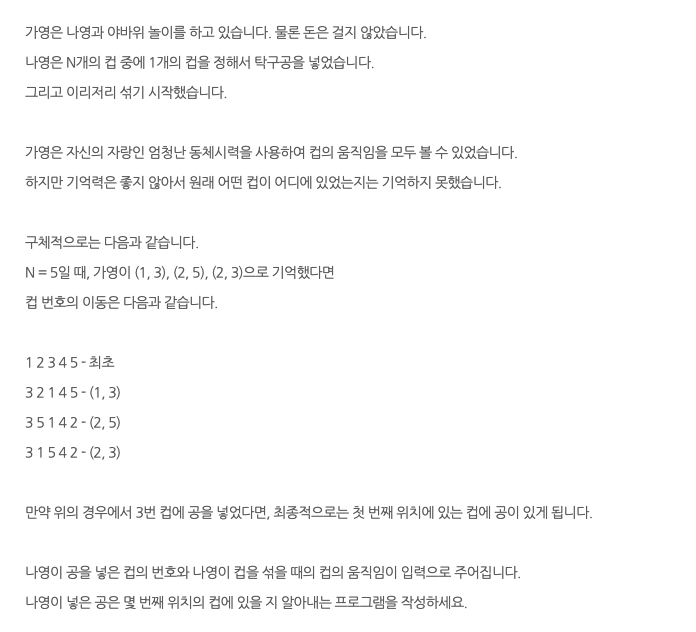 가영은 나영과 야바위 놀이를 하고 있습니다. 물론 돈은 걸지 않았습니다.
나영은 N개의 컵 중에 1개의 컵을 정해서 탁구공을 넣었습니다.
그리고 이리저리 섞기 시작했습니다.
가영은 자신의 자랑인 엄청난 동체시력을 사용하여 컵의 움직임을 모두 볼 수 있었습니다.
하지만 기억력은 좋지 않아서 원래 어떤 컵이 어디에 있었는지는 기억하지 못했습니다.
구체적으로는 다음과 같습니다.
N = 5일 때, 가영이 (1, 3), (2, 5), (2, 3)으로 기억했다면
컵 번호의 이동은 다음과 같습니다.
1 2 3 4 5 - 최초
3 2 1 4 5 - (1, 3)
3 5 1 4 2 - (2, 5)
3 1 5 4 2 - (2, 3)
만약 위의 경우에서 3번 컵에 공을 넣었다면, 최종적으로는 첫 번째 위치에 있는 컵에 공이 있게 됩니다.
나영이 공을 넣은 컵의 번호와 나영이 컵을 섞을 때의 컵의 움직임이 입력으로 주어집니다.
나영이 넣은 공은 몇 번째 위치의 컵에 있을 지 알아내는 프로그램을 작성하세요.